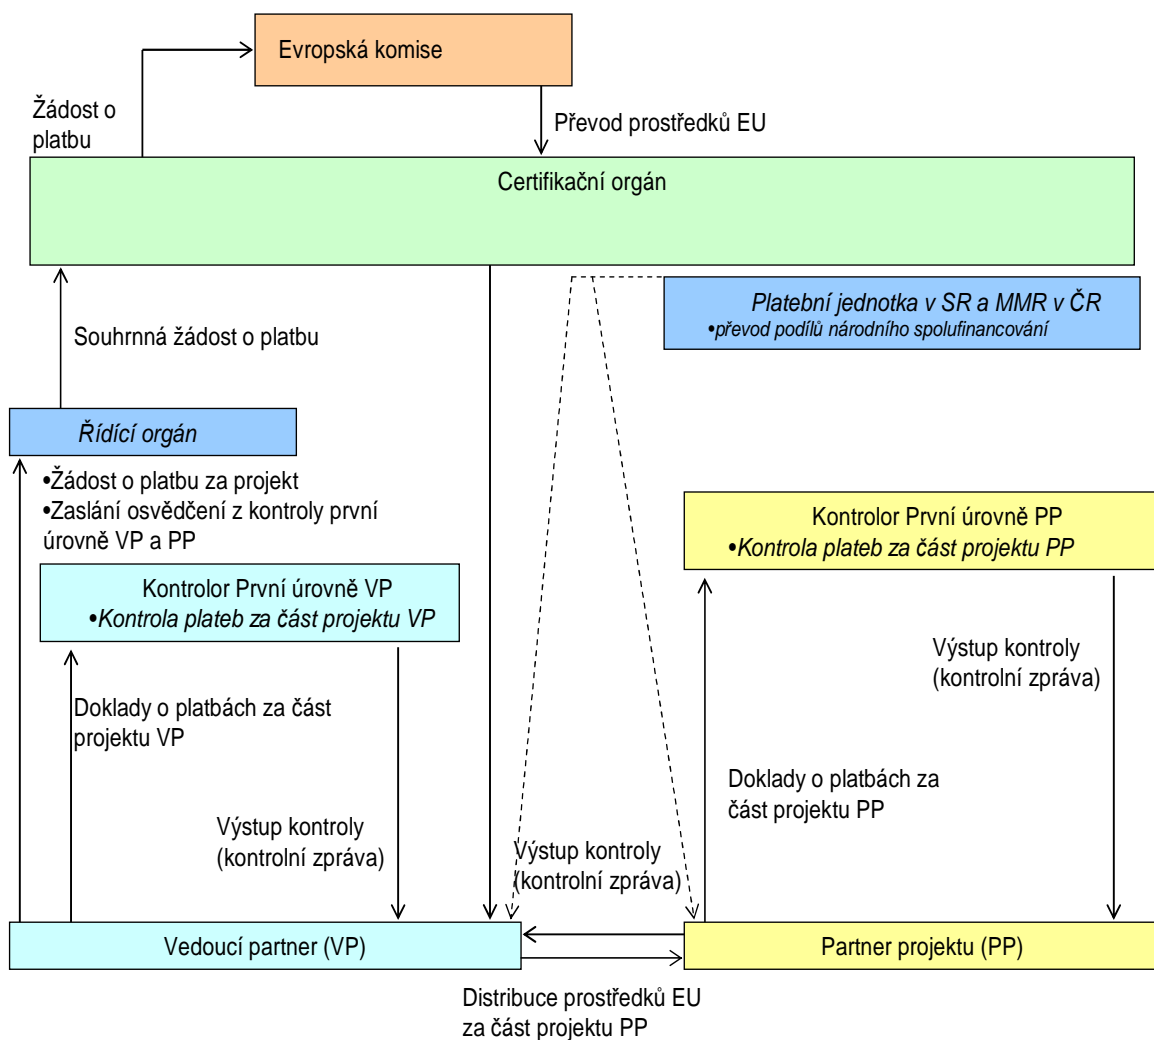 Evropská komise
Žádost o
platbu
Převod prostředků EU
Certifikační orgán
Platební jednotka v SR a MMR v ČR
•převod podílů národního spolufinancování
Souhrnná žádost o platbu
Řídící orgán
•Žádost o platbu za projekt
•Zaslání osvědčení z kontroly první
úrovně VP a PP
Kontrolor První úrovně PP
•Kontrola plateb za část projektu PP
Kontrolor První úrovně VP
•Kontrola plateb za část projektu VP
Výstup kontroly
(kontrolní zpráva)
Doklady o platbách za část
projektu VP
Doklady o platbách za
část projektu PP
Výstup kontroly
(kontrolní zpráva)
Výstup kontroly
(kontrolní zpráva)
Vedoucí partner (VP)
Partner projektu (PP)
Distribuce prostředků EU
za část projektu PP